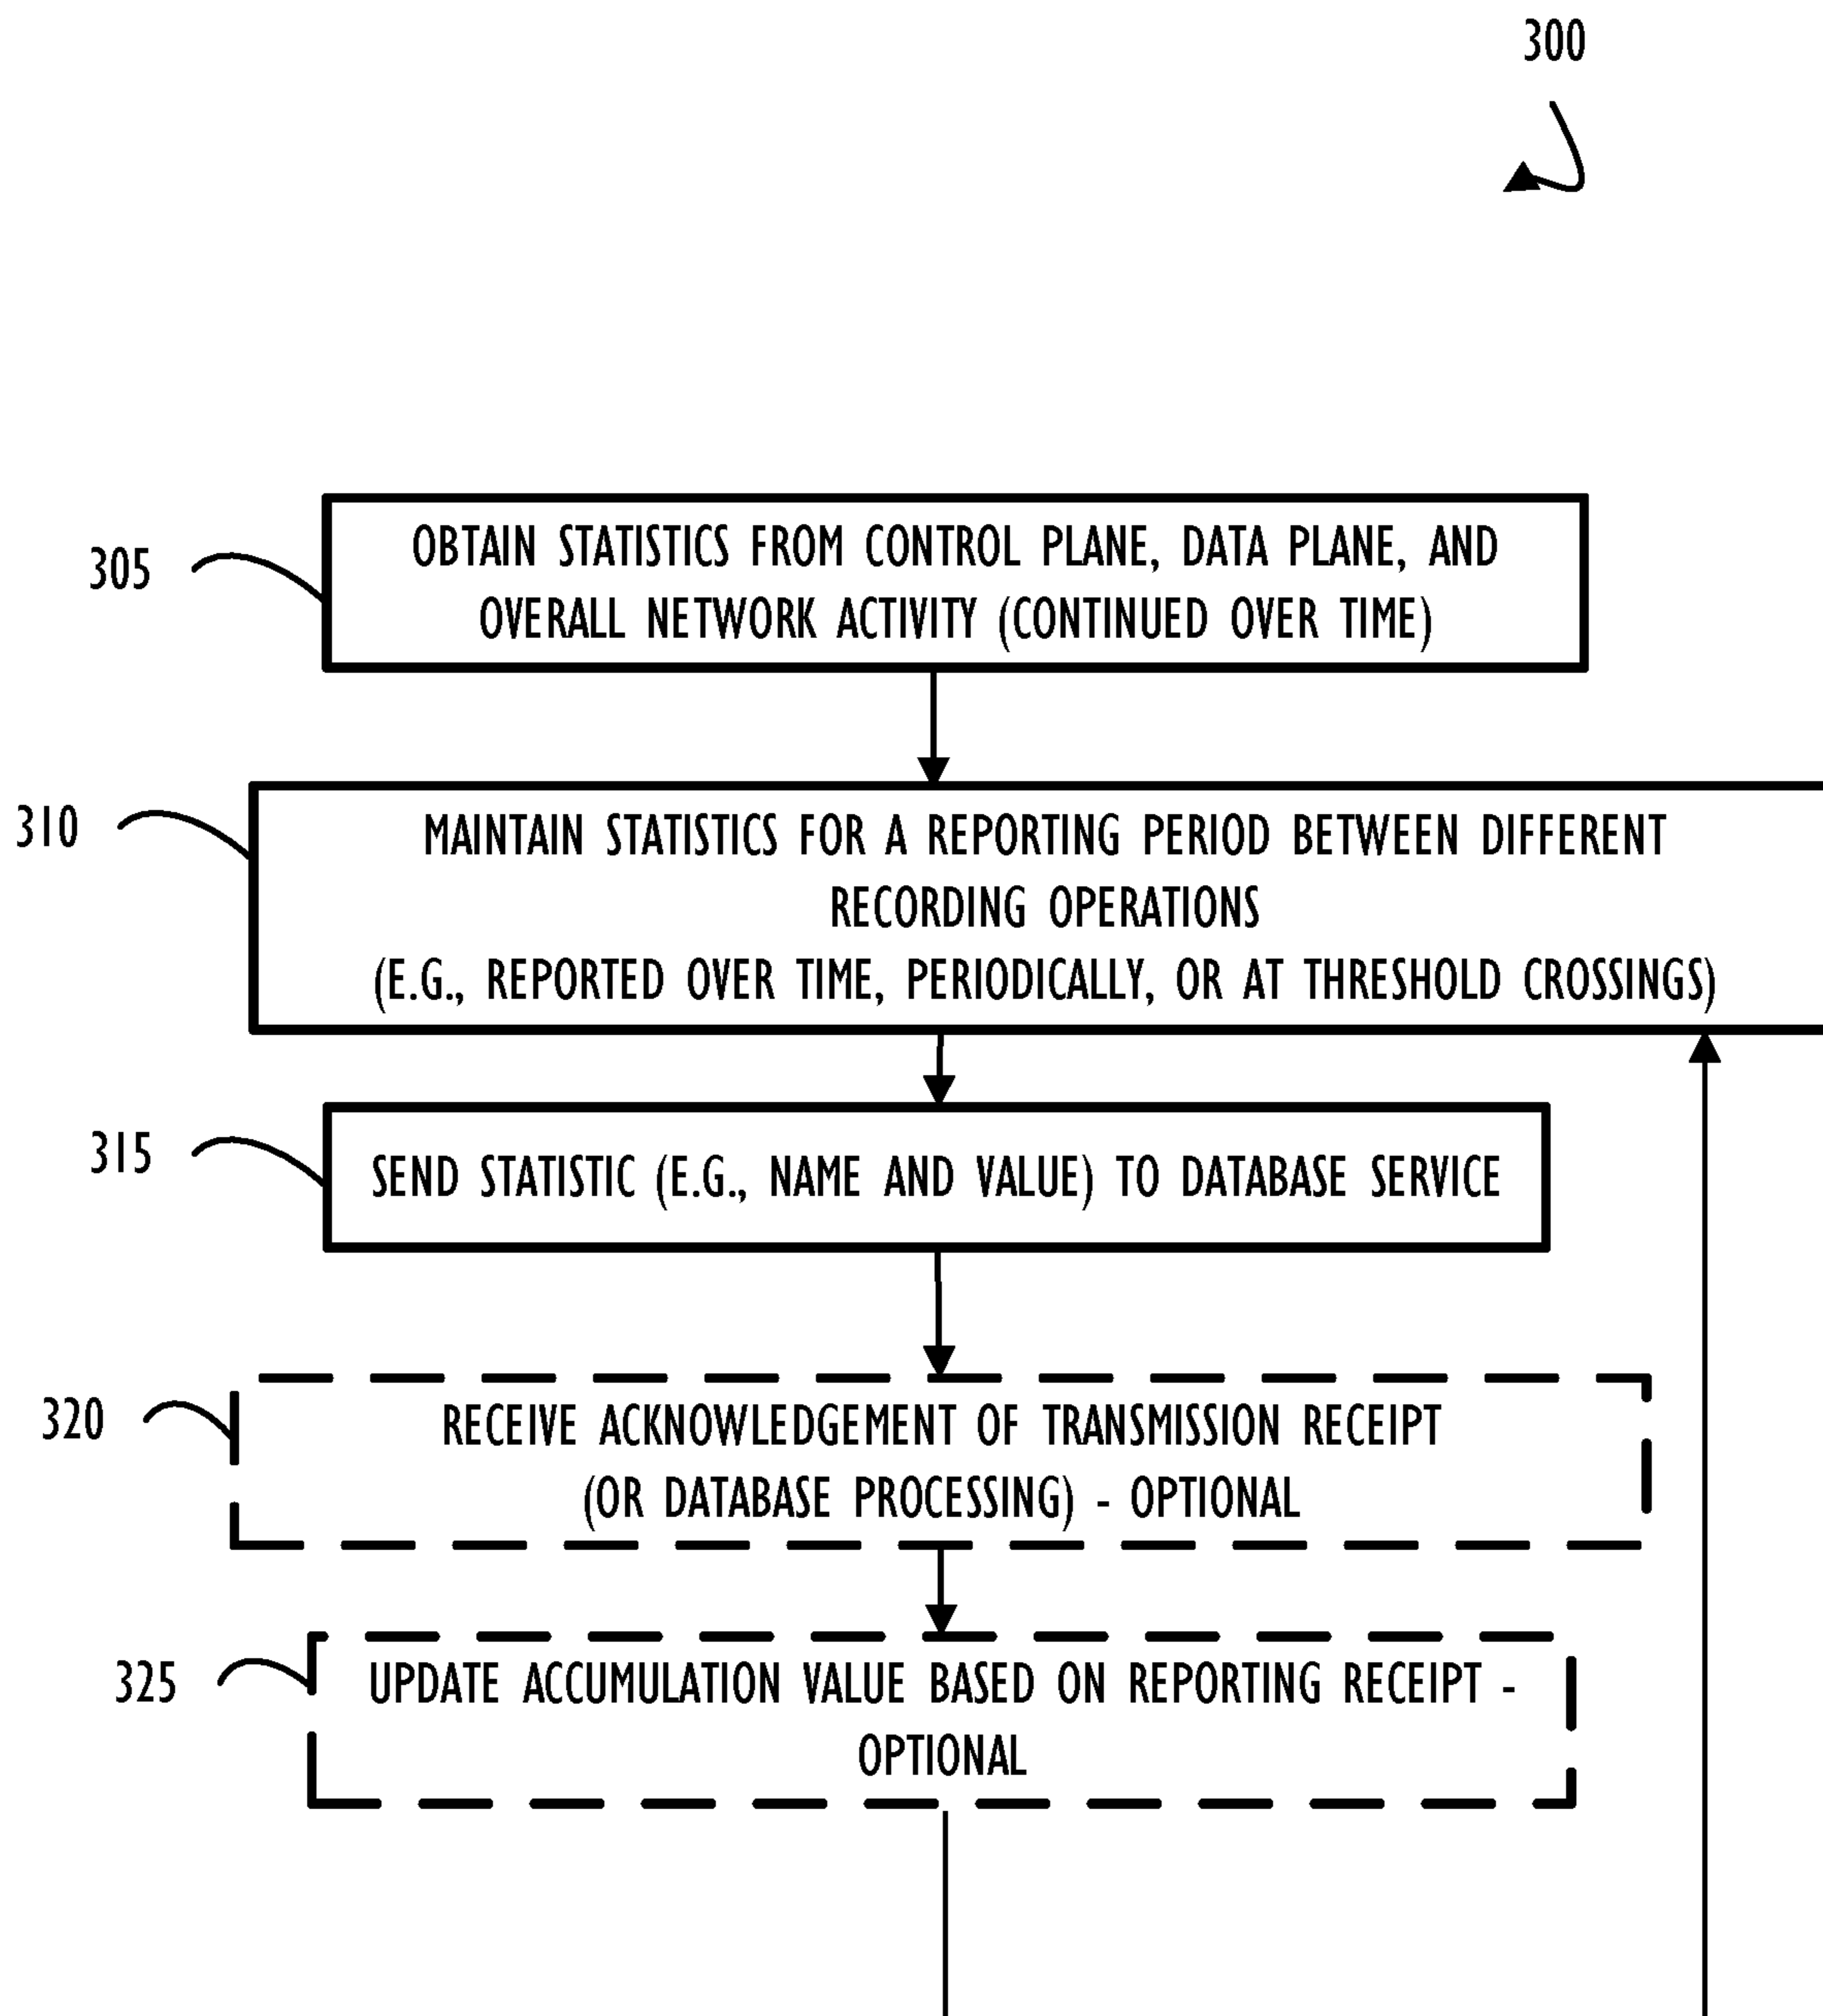 300
305
OBTAIN STATISTICS FROM CONTROL PLANE, DATA PLANE, AND
OVERALL NETWORK ACTIVITY (CONTINUED OVER TIME)
310
MAINTAIN STATISTICS FOR A REPORTING PERIOD BETWEEN DIFFERENT
RECORDING OPERATIONS
(E.G., REPORTED OVER TIME, PERIODICALLY, OR AT THRESHOLD CROSSINGS)
315
SEND STATISTIC (E.G., NAME AND VALUE) TO DATABASE SERVICE
320
RECEIVE ACKNOWLEDGEMENT OF TRANSMISSION RECEIPT
(OR DATABASE PROCESSING) - OPTIONAL
325
UPDATE ACCUMULATION VALUE BASED ON REPORTING RECEIPT -
OPTIONAL